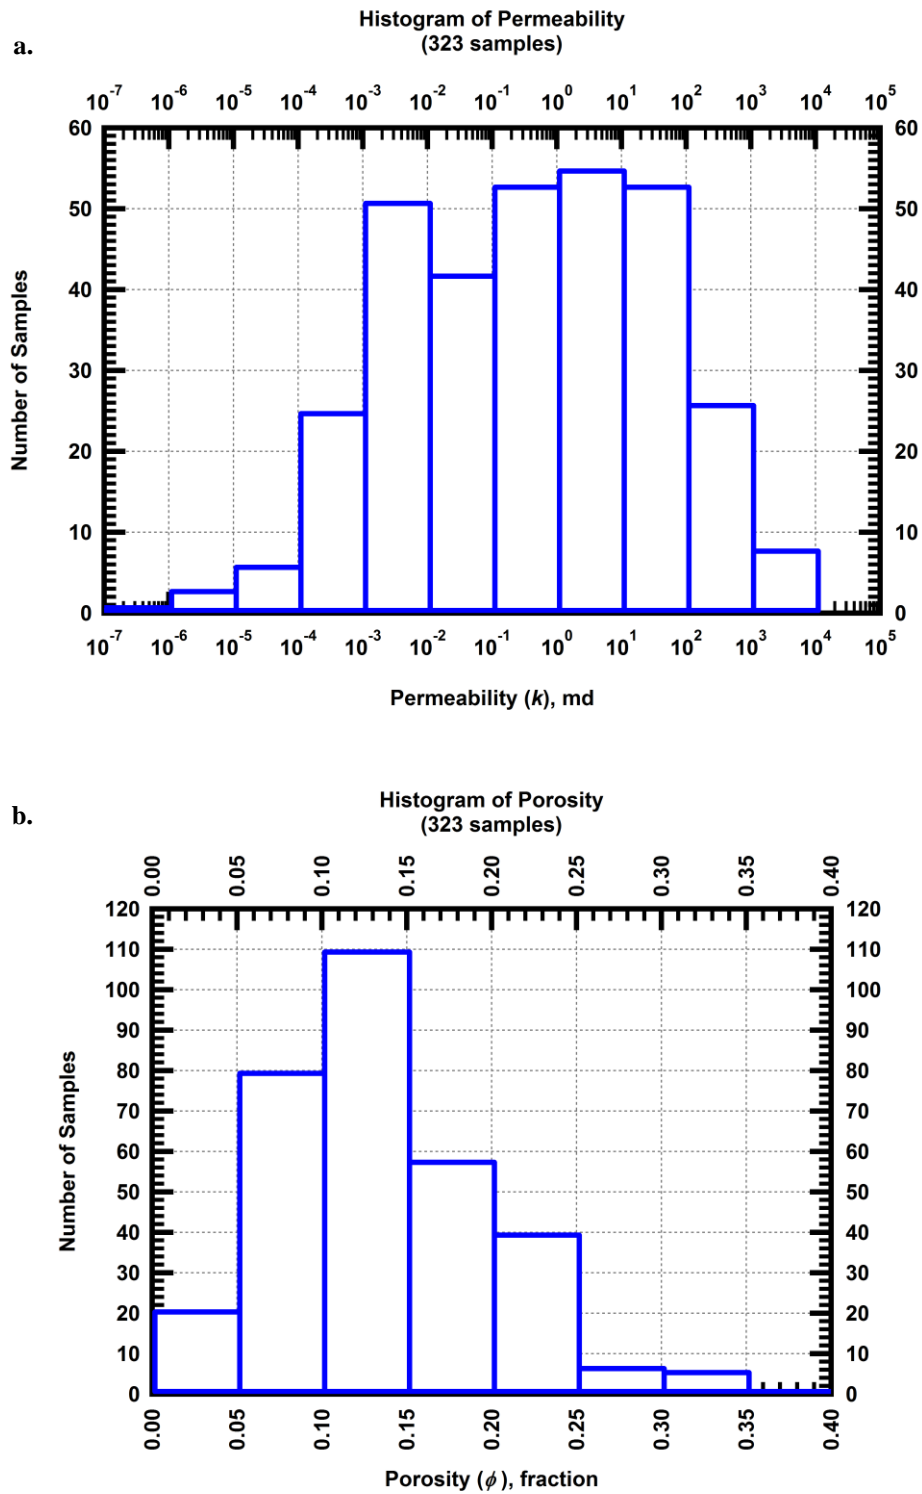 a.
Histogram of Permeability
(323 samples)
10⁻⁷ 10⁻⁶ 10⁻⁵ 10⁻⁴ 10⁻³ 10⁻² 10⁻¹ 10⁰ 10¹ 10² 10³ 10⁴ 10⁵
60 60
50 50
40 40
30 30
20 20
10 10
0 0
Number of Samples
10⁻⁷ 10⁻⁶ 10⁻⁵ 10⁻⁴ 10⁻³ 10⁻² 10⁻¹ 10⁰ 10¹ 10² 10³ 10⁴ 10⁵
Permeability (k), md
b.
Histogram of Porosity
(323 samples)
0.00 0.05 0.10 0.15 0.20 0.25 0.30 0.35 0.40
120 120
110 110
100 100
90 90
80 80
70 70
60 60
50 50
40 40
30 30
20 20
10 10
0 0
Number of Samples
0.00 0.05 0.10 0.15 0.20 0.25 0.30 0.35 0.40
Porosity (ϕ), fraction